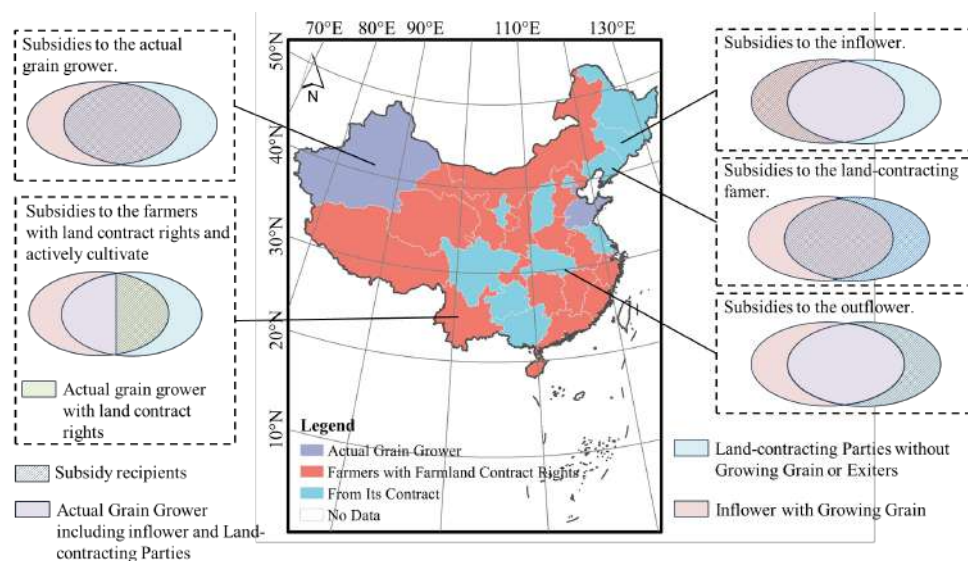 70°E 80°E 90°E 110°E 130°E
50°N
40°N
30°N
20°N
10°N
N
Subsidies to the actual
grain grower.
Subsidies to the farmers
with land contract rights and
actively cultivate
Actual grain grower
with land contract
rights
Subsidy recipients
Actual Grain Grower
including inflower and Land-
contracting Parties
Legend
Actual Grain Grower
Farmers with Farmland Contract Rights
From Its Contract
No Data
Subsidies to the inflower.
Subsidies to the land-contracting
famer.
Subsidies to the outflower.
Land-contracting Parties without
Growing Grain or Exiters
Inflower with Growing Grain